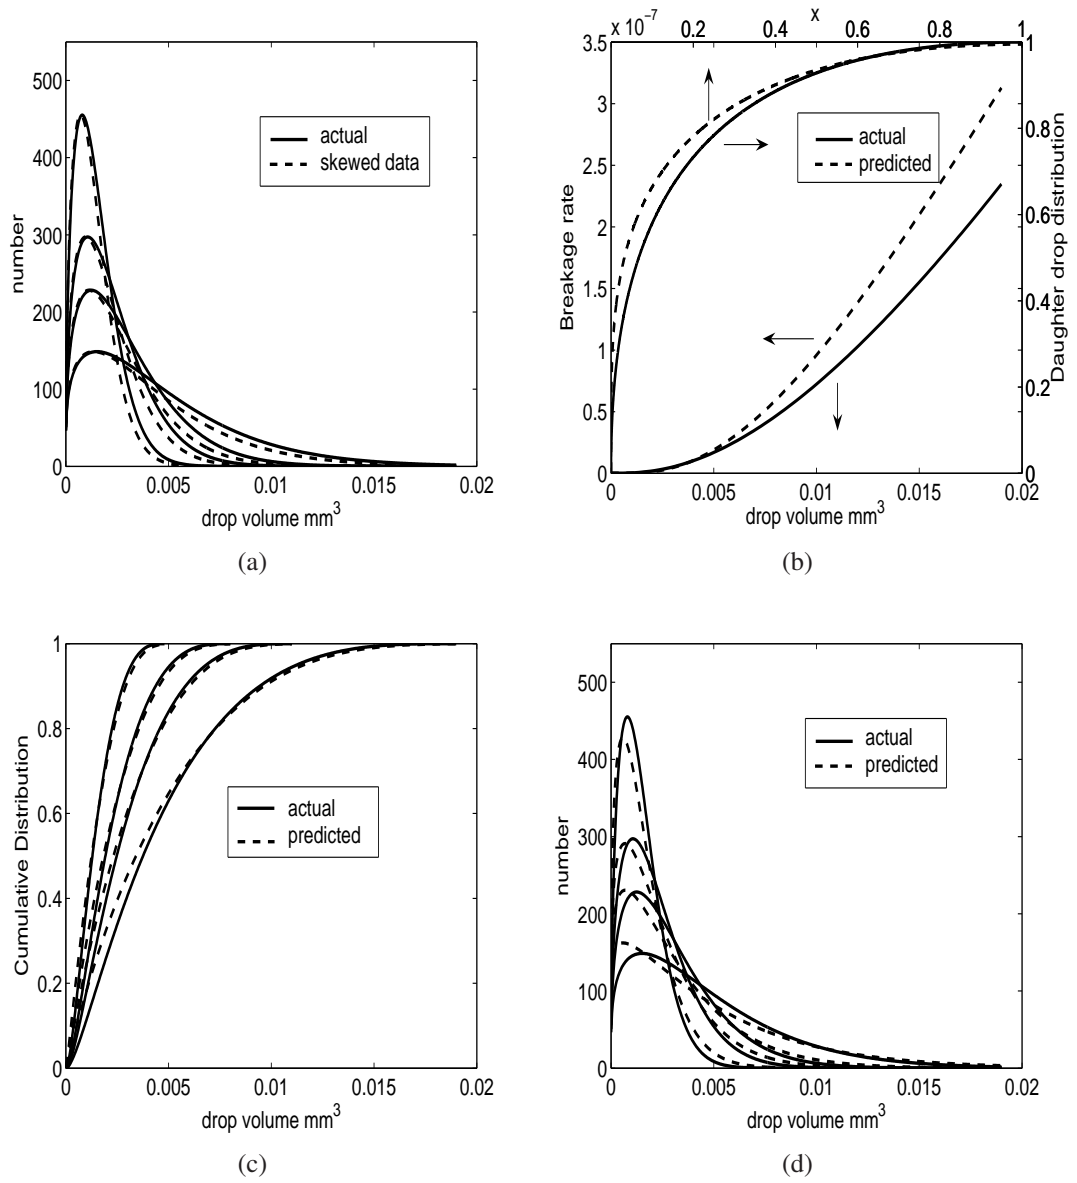 500
400
300
200
100
0
number
actual
skewed data
0 0.005 0.01 0.015 0.02
drop volume mm³
(a)
x 10⁻⁷
x
0.2 0.4 0.6 0.8 1
3.5
3
2.5
2
1.5
1
0.5
0
Breakage rate
actual
predicted
1
0.8
0.6
0.4
0.2
0
Daughter drop distribution
0 0.005 0.01 0.015 0.02
drop volume mm³
(b)
1
0.8
0.6
0.4
0.2
0
Cumulative Distribution
actual
predicted
0 0.005 0.01 0.015 0.02
drop volume mm³
(c)
500
400
300
200
100
0
number
actual
predicted
0 0.005 0.01 0.015 0.02
drop volume mm³
(d)